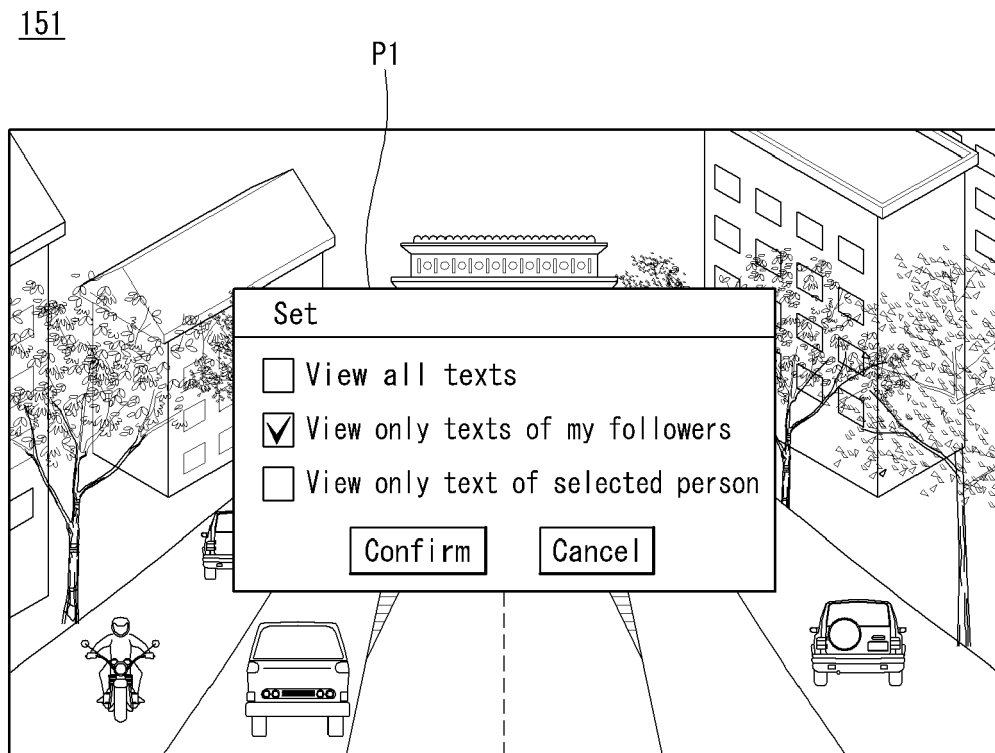 151
P1
Set
View all texts
View only texts of my followers
View only text of selected person
Confirm Cancel